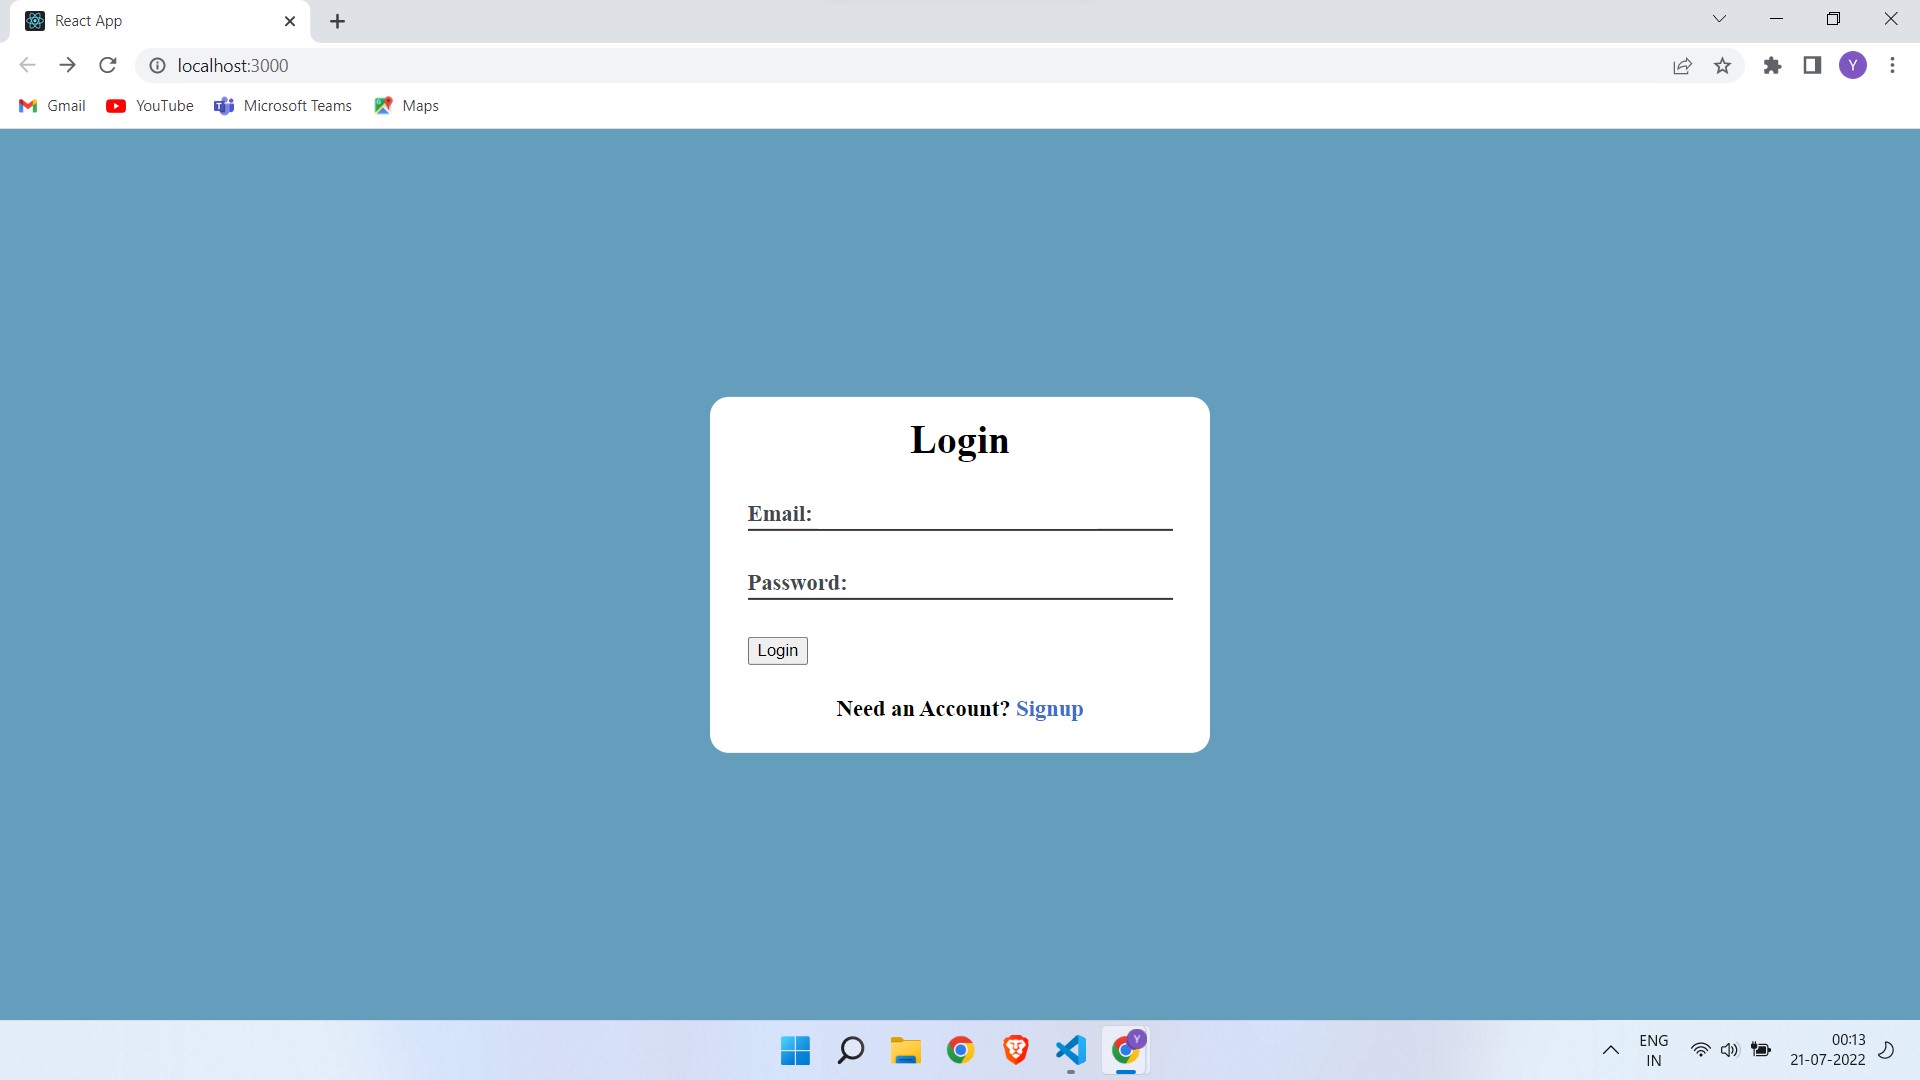 React App
localhost:3000
Gmail YouTube Microsoft Teams Maps
Login
Email:
Password:
Login
Need an Account? Signup
Y
Y
ENG
IN
00:13
21-07-2022